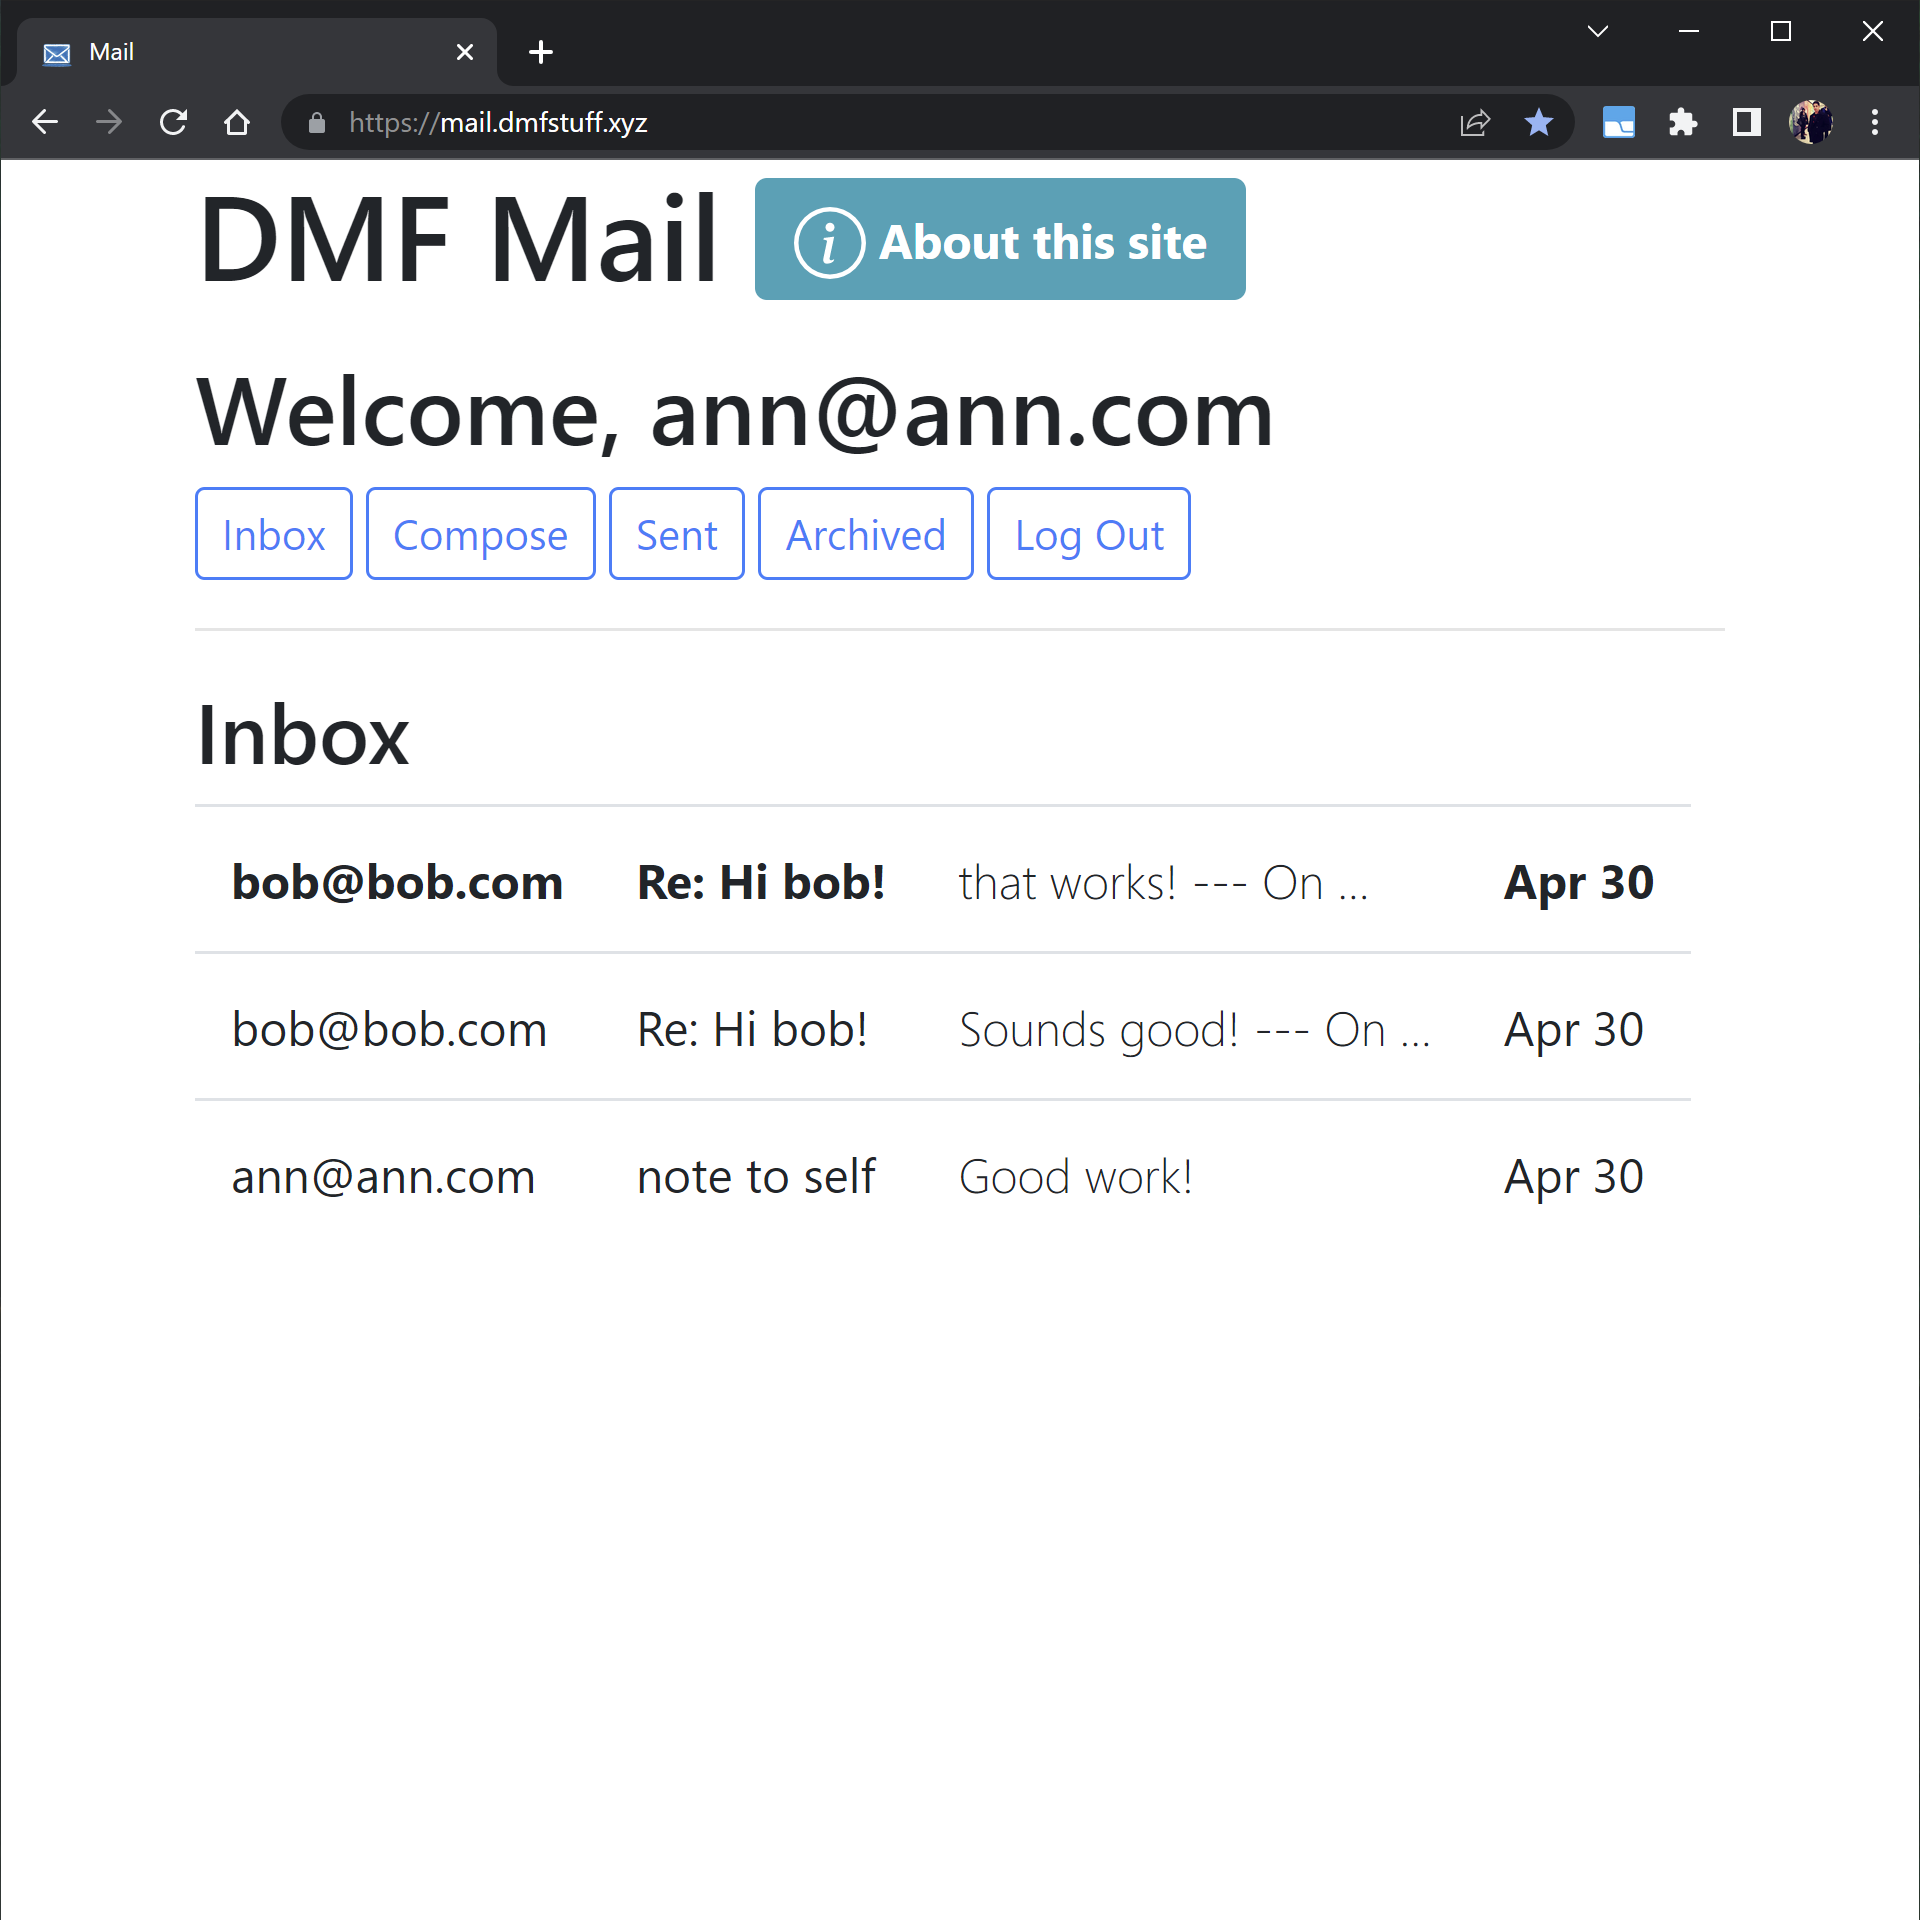 Mail
https://mail.dmfstuff.xyz
DMF Mail
i About this site
Welcome, ann@ann.com
Inbox Compose Sent Archived Log Out
Inbox
bob@bob.com Re: Hi bob! that works! --- On ... Apr 30
bob@bob.com Re: Hi bob! Sounds good! --- On ... Apr 30
ann@ann.com note to self Good work! Apr 30